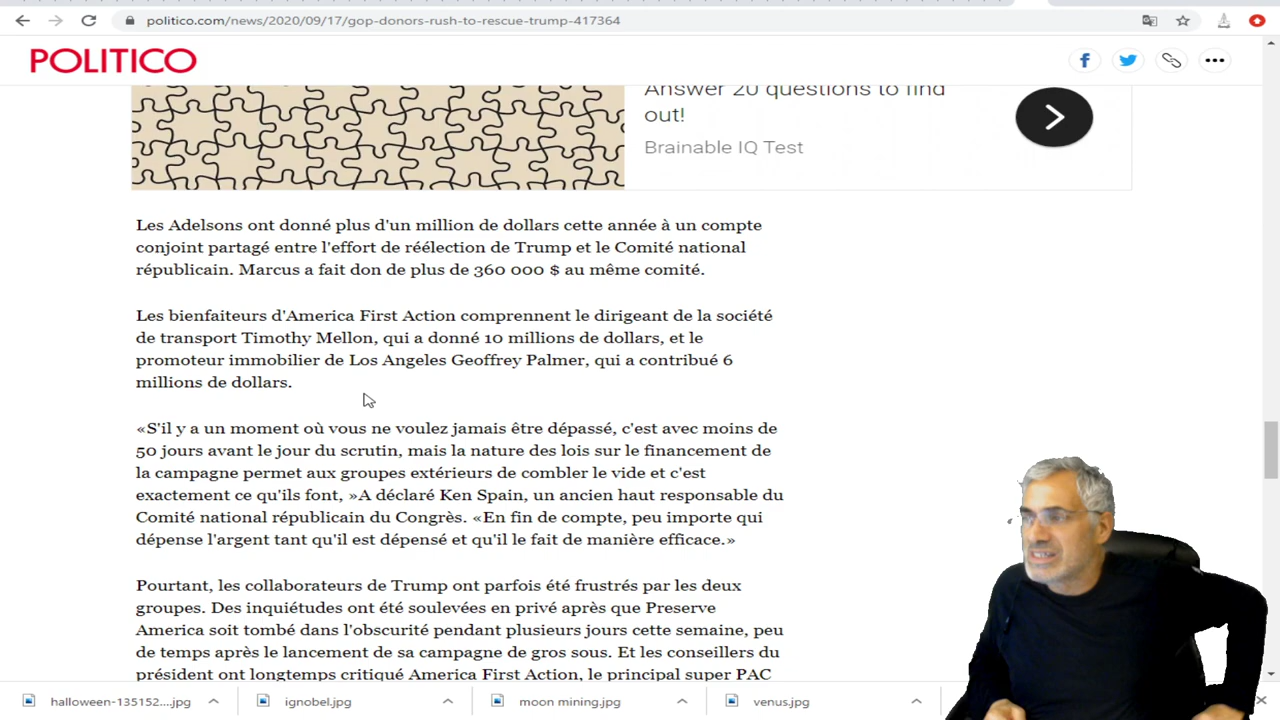 politico.com/news/2020/09/17/gop-donors-rush-to-rescue-trump-417364
POLITICO
Answer 20 questions to find
out!
Brainable IQ Test
Les Adelsons ont donné plus d'un million de dollars cette année à un compte
conjoint partagé entre l'effort de réélection de Trump et le Comité national
républicain. Marcus a fait don de plus de 360 000 $ au même comité.
Les bienfaiteurs d'America First Action comprennent le dirigeant de la société
de transport Timothy Mellon, qui a donné 10 millions de dollars, et le
promoteur immobilier de Los Angeles Geoffrey Palmer, qui a contribué 6
millions de dollars.
«S'il y a un moment où vous ne voulez jamais être dépassé, c'est avec moins de
50 jours avant le jour du scrutin, mais la nature des lois sur le financement de
la campagne permet aux groupes extérieurs de combler le vide et c'est
exactement ce qu'ils font, »A déclaré Ken Spain, un ancien haut responsable du
Comité national républicain du Congrès. «En fin de compte, peu importe qui
dépense l'argent tant qu'il est dépensé et qu'il le fait de manière efficace.»
Pourtant, les collaborateurs de Trump ont parfois été frustrés par les deux
groupes. Des inquiétudes ont été soulevées en privé après que Preserve
America soit tombé dans l'obscurité pendant plusieurs jours cette semaine, peu
de temps après le lancement de sa campagne de gros sous. Et les conseillers du
président ont longtemps critiqué America First Action, le principal super PAC
halloween-135152....jpg
ignobel.jpg
moon mining.jpg
venus.jpg